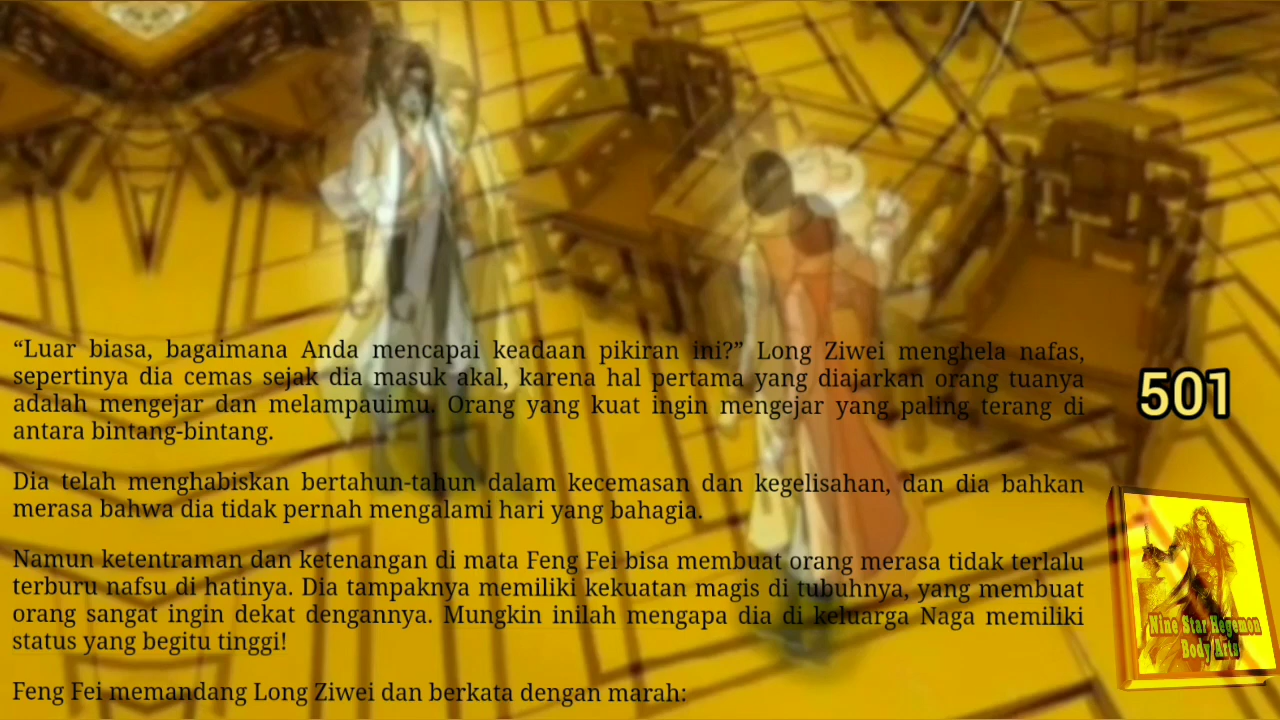 “Luar biasa, bagaimana Anda mencapai keadaan pikiran ini?” Long Ziwei menghela nafas,
sepertinya dia cemas sejak dia masuk akal, karena hal pertama yang diajarkan orang tuanya
adalah mengejar dan melampauimu. Orang yang kuat ingin mengejar yang paling terang di
antara bintang-bintang.
Dia telah menghabiskan bertahun-tahun dalam kecemasan dan kegelisahan, dan dia bahkan
merasa bahwa dia tidak pernah mengalami hari yang bahagia.
Namun ketentraman dan ketenangan di mata Feng Fei bisa membuat orang merasa tidak terlalu
terburu nafsu di hatinya. Dia tampaknya memiliki kekuatan magis di tubuhnya, yang membuat
orang sangat ingin dekat dengannya. Mungkin inilah mengapa dia di keluarga Naga memiliki
status yang begitu tinggi!
Feng Fei memandang Long Ziwei dan berkata dengan marah:
501
Nine Star Hegemon
Body Arts